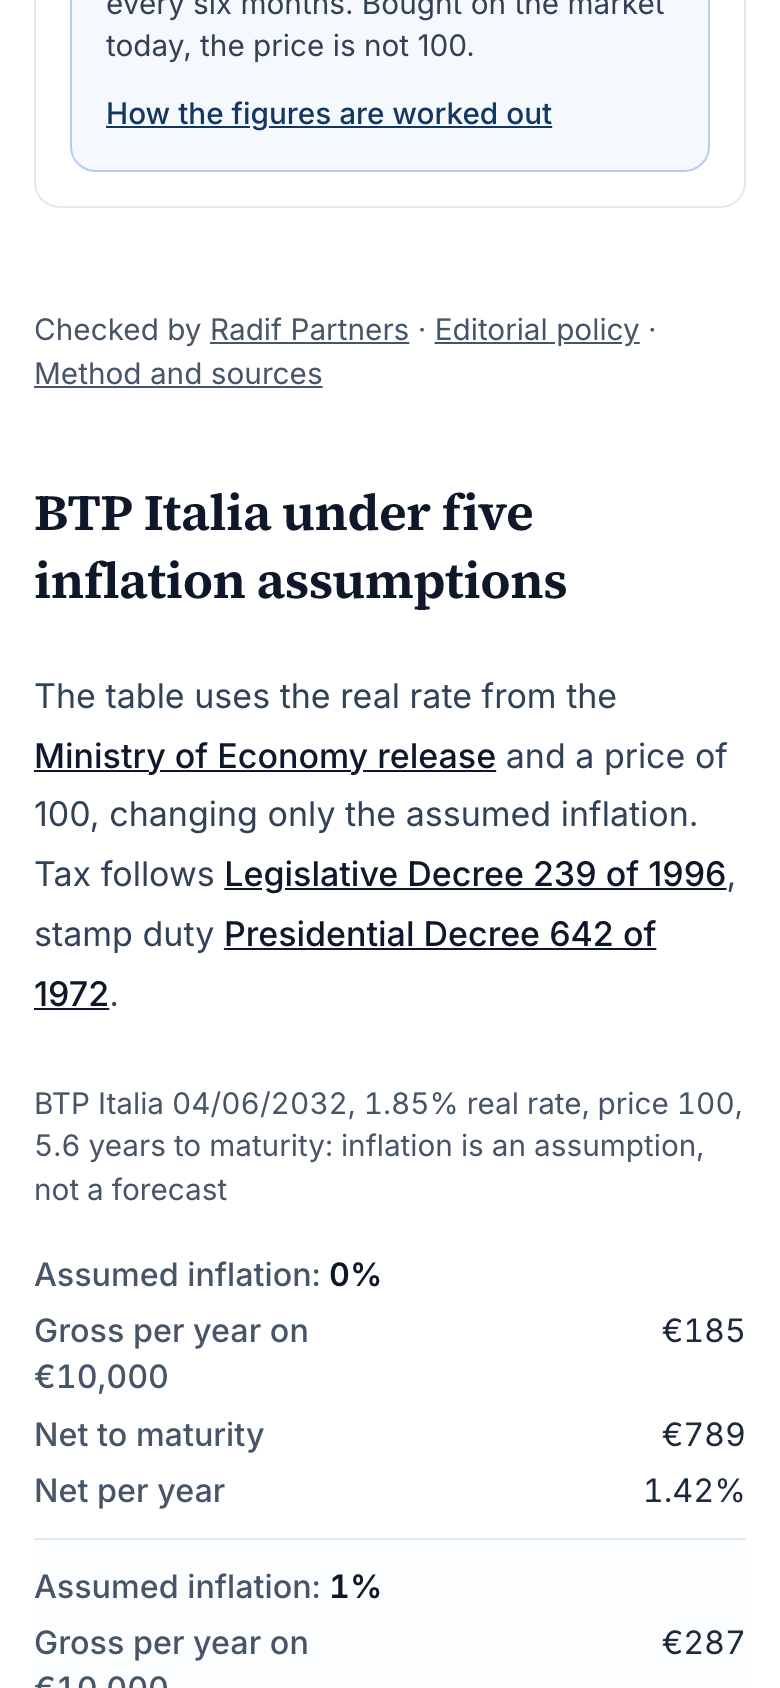 every six months. Bought on the market
today, the price is not 100.
How the figures are worked out
Checked by Radif Partners · Editorial policy ·
Method and sources
BTP Italia under five
inflation assumptions
The table uses the real rate from the
Ministry of Economy release and a price of
100, changing only the assumed inflation.
Tax follows Legislative Decree 239 of 1996,
stamp duty Presidential Decree 642 of
1972.
BTP Italia 04/06/2032, 1.85% real rate, price 100,
5.6 years to maturity: inflation is an assumption,
not a forecast
Assumed inflation: 0%
Gross per year on €185
€10,000
Net to maturity €789
Net per year 1.42%
Assumed inflation: 1%
Gross per year on €287
€10,000